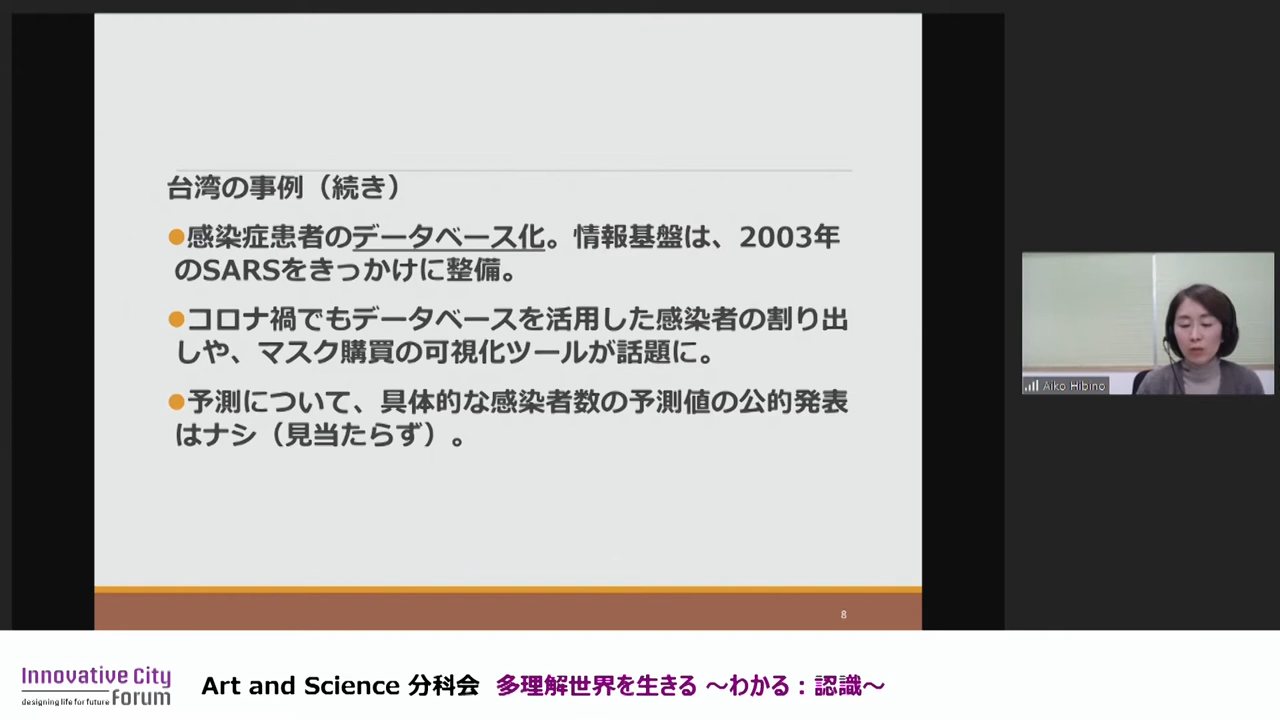 台湾の事例（続き）
●感染症患者のデータベース化。情報基盤は、2003年
のSARSをきっかけに整備。
●コロナ禍でもデータベースを活用した感染者の割り出
しや、マスク購買の可視化ツールが話題に。
●予測について、具体的な感染者数の予測値の公的発表
はナシ（見当たらず）。
8
Aiko Hibino
Innovative City
designing life for future Forum
Art and Science 分科会 多理解世界を生きる ～わかる：認識～